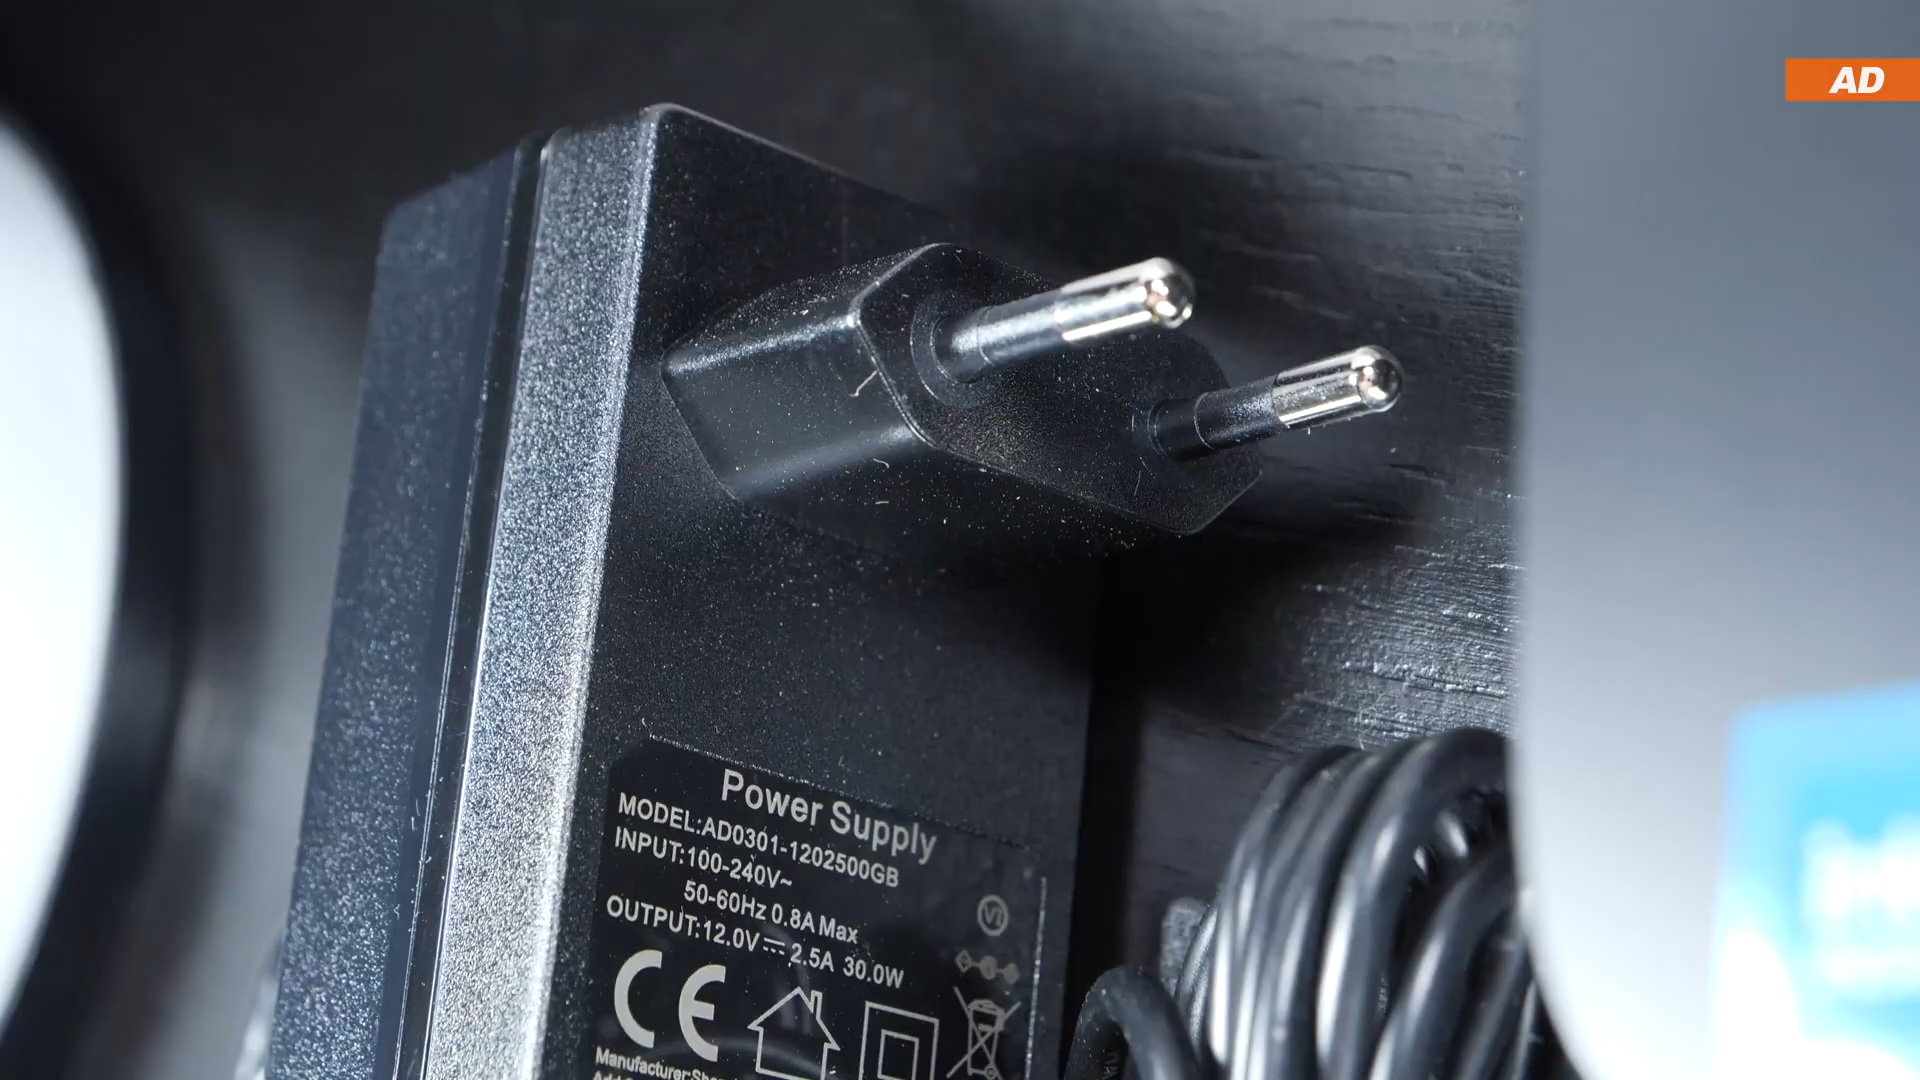 AD
Power Supply
MODEL:AD0301-1202500GB
INPUT:100-240V~
50-60Hz 0.8A Max
OUTPUT:12.0V⎓2.5A 30.0W
VI
CE
Manufacturer: